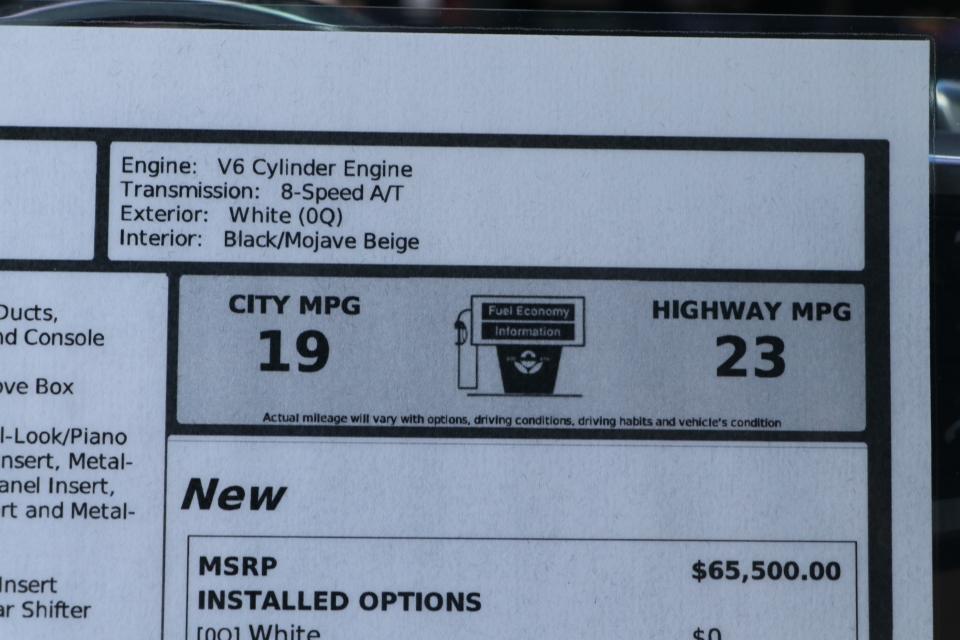 Engine: V6 Cylinder Engine
Transmission: 8-Speed A/T
Exterior: White (0Q)
Interior: Black/Mojave Beige
Ducts,
nd Console
ove Box
l-Look/Piano
nsert, Metal-
anel Insert,
rt and Metal-
Insert
ar Shifter
CITY MPG
19
Fuel Economy
Information
HIGHWAY MPG
23
Actual mileage will vary with options, driving conditions, driving habits and vehicle's condition
New
MSRP $65,500.00
INSTALLED OPTIONS
[0Q] White $0